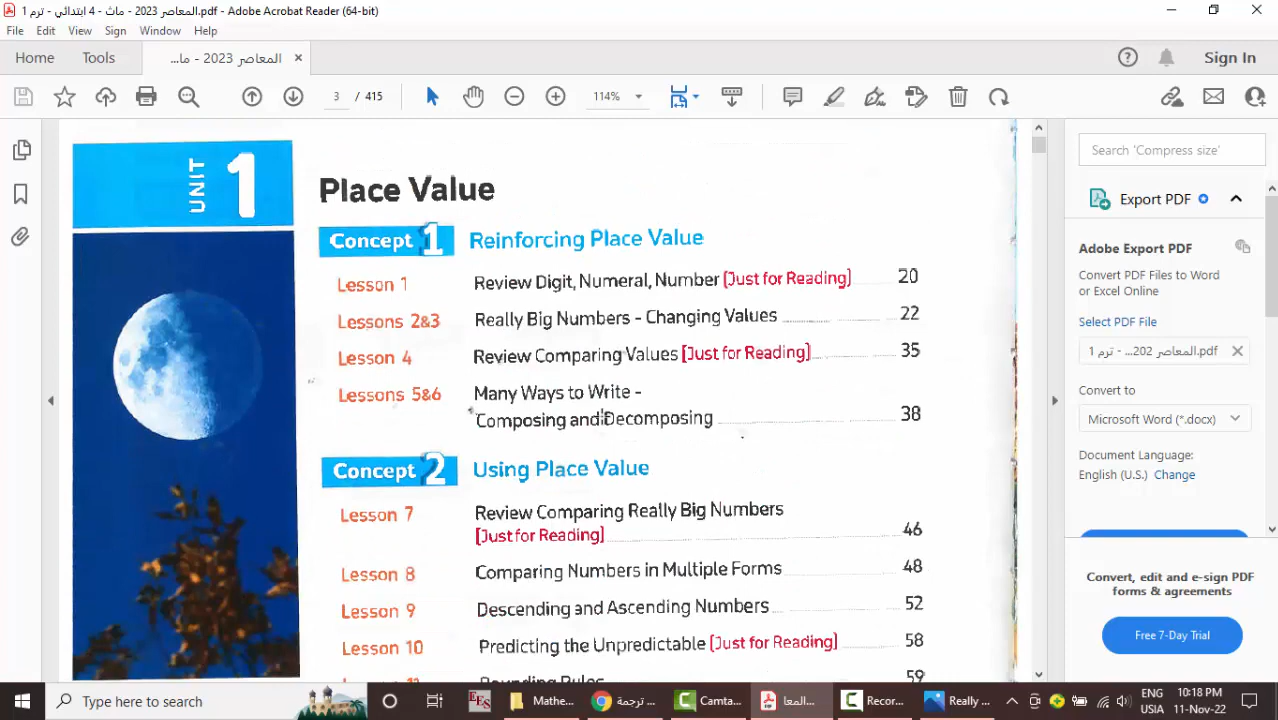 المعاصر 2023 - ماث - 4 ابتدائي - ترم 1.pdf - Adobe Acrobat Reader (64-bit)
File Edit View Sign Window Help
Home Tools المعاصر 2023 - ما...
Sign In
3 / 415
114%
Search 'Compress size'
UNIT 1
Place Value
Concept 1 Reinforcing Place Value
Lesson 1 Review Digit, Numeral, Number [Just for Reading] 20
Lessons 2&3 Really Big Numbers - Changing Values 22
Lesson 4 Review Comparing Values [Just for Reading] 35
Lessons 5&6 Many Ways to Write -
Composing and Decomposing 38
Concept 2 Using Place Value
Lesson 7 Review Comparing Really Big Numbers
[Just for Reading] 46
Lesson 8 Comparing Numbers in Multiple Forms 48
Lesson 9 Descending and Ascending Numbers 52
Lesson 10 Predicting the Unpredictable [Just for Reading] 58
59
Export PDF
Adobe Export PDF
Convert PDF Files to Word
or Excel Online
Select PDF File
المعاصر 202... - ترم 1.pdf
Convert to
Microsoft Word (*.docx)
Document Language:
English (U.S.) Change
Convert, edit and e-sign PDF
forms & agreements
Free 7-Day Trial
Type here to search
EES
Mathe...
ترجمة ...
Camta...
المعا...
Recor...
Really ...
ENG
USA
10:18 PM
11-Nov-22